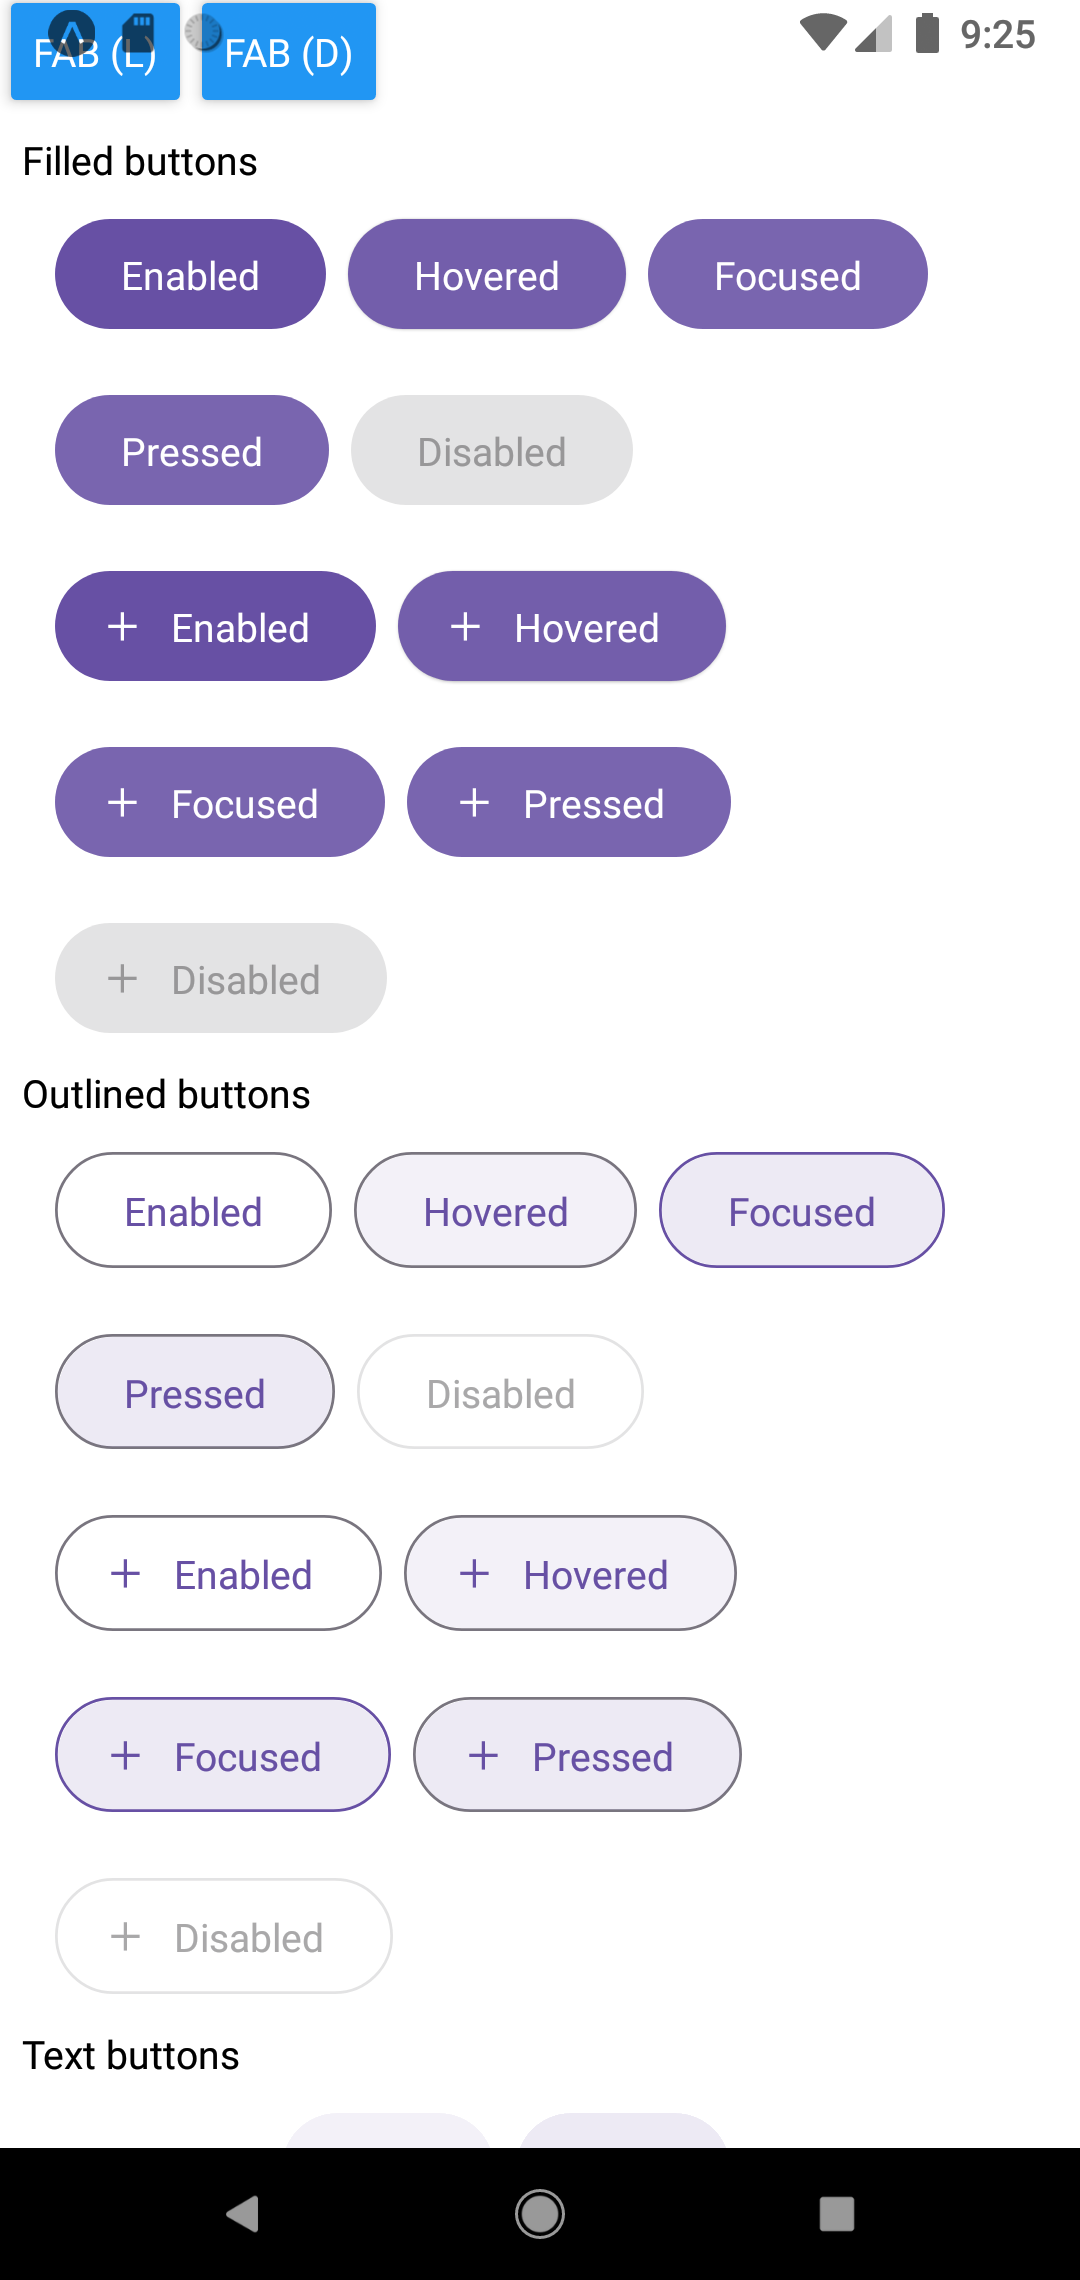 9:25
FAB (L) FAB (D)
Filled buttons
Enabled Hovered Focused
Pressed Disabled
+ Enabled + Hovered
+ Focused + Pressed
+ Disabled
Outlined buttons
Enabled Hovered Focused
Pressed Disabled
+ Enabled + Hovered
+ Focused + Pressed
+ Disabled
Text buttons